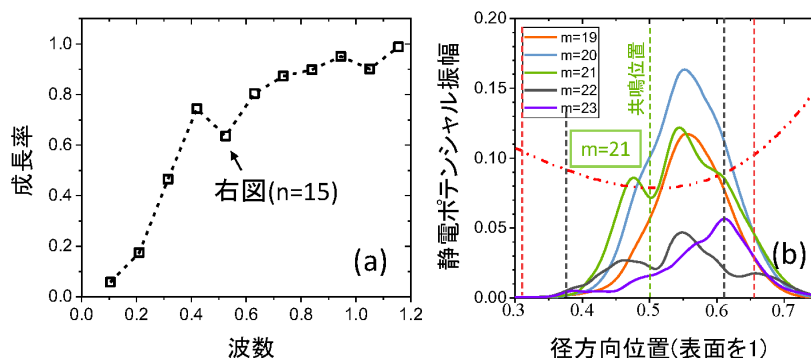 1.0
0.8
0.6
0.4
0.2
0.0
成長率
0.0 0.2 0.4 0.6 0.8 1.0 1.2
波数
右図(n=15)
(a)
0.20
0.15
0.10
0.05
0.00
静電ポテンシャル振幅
m=19
m=20
m=21
m=22
m=23
共鳴位置
m=21
(b)
0.3 0.4 0.5 0.6 0.7
径方向位置(表面を1)